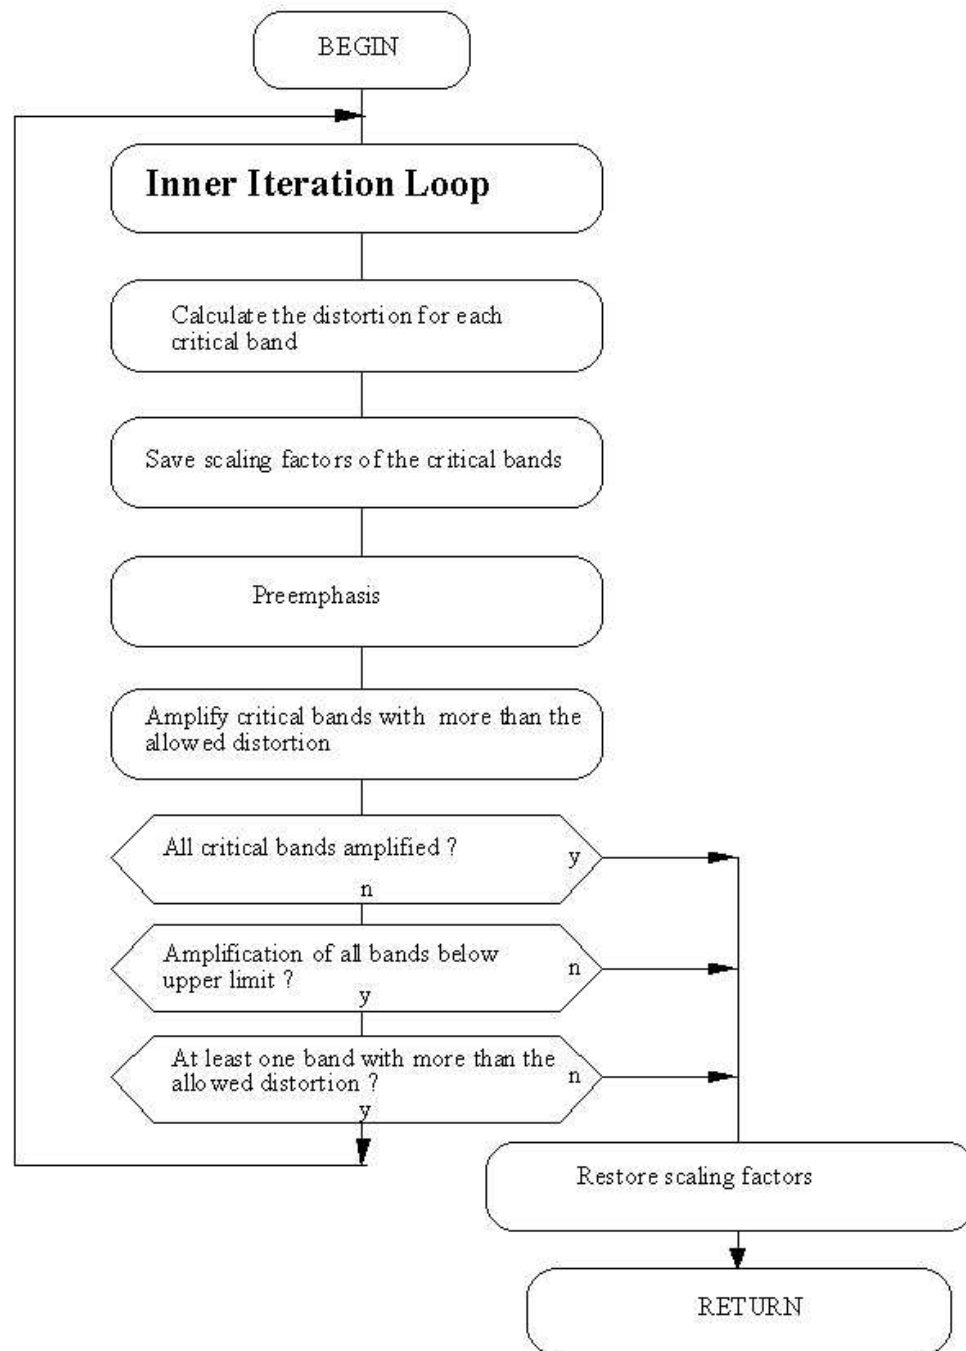 BEGIN
Inner Iteration Loop
Calculate the distortion for each
critical band
Save scaling factors of the critical bands
Preemphasis
Amplify critical bands with more than the
allowed distortion
All critical bands amplified ?
y
n
Amplification of all bands below
upper limit ?
n
y
At least one band with more than the
allowed distortion ?
n
y
Restore scaling factors
RETURN